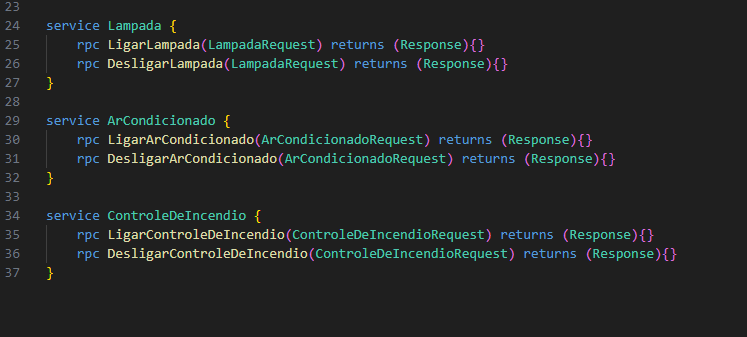 23
24 service Lampada {
25     rpc LigarLampada(LampadaRequest) returns (Response){}
26     rpc DesligarLampada(LampadaRequest) returns (Response){}
27 }
28
29 service ArCondicionado {
30     rpc LigarArCondicionado(ArCondicionadoRequest) returns (Response){}
31     rpc DesligarArCondicionado(ArCondicionadoRequest) returns (Response){}
32 }
33
34 service ControleDeIncendio {
35     rpc LigarControleDeIncendio(ControleDeIncendioRequest) returns (Response){}
36     rpc DesligarControleDeIncendio(ControleDeIncendioRequest) returns (Response){}
37 }